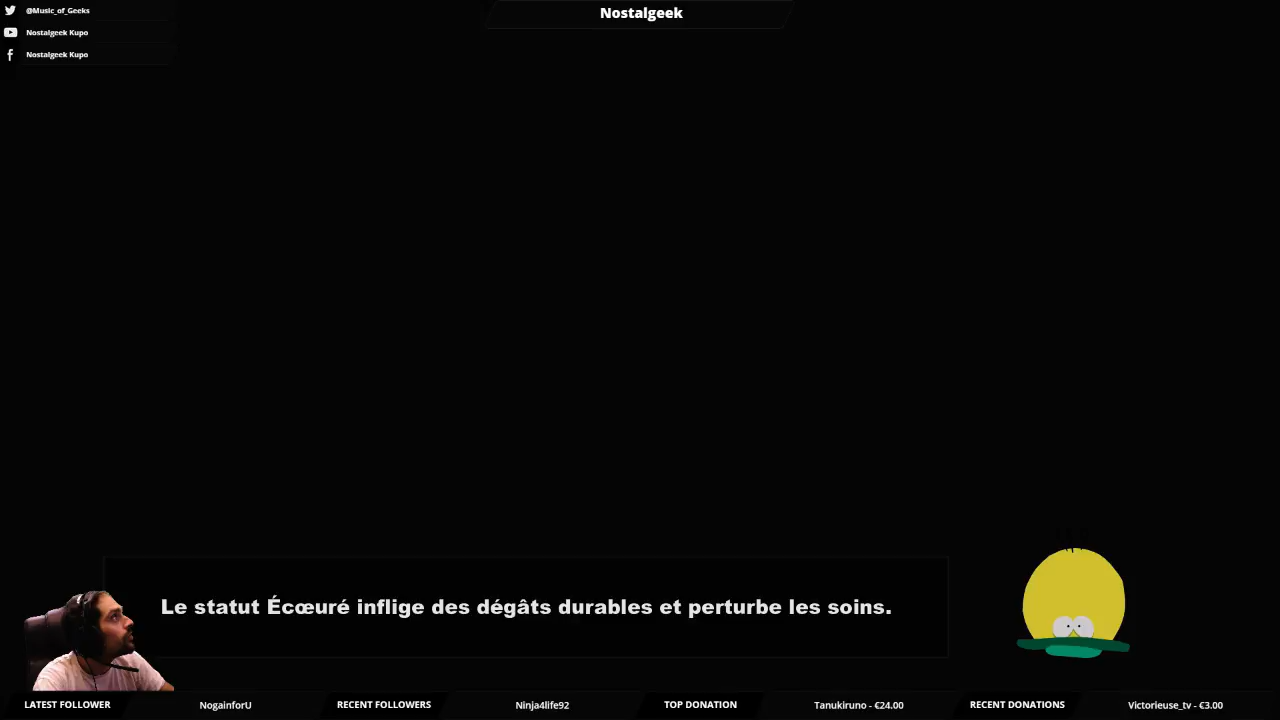 @Music_of_Geeks
Nostalgeek Kupo
Nostalgeek Kupo
Nostalgeek
Le statut Écœuré inflige des dégâts durables et perturbe les soins.
LATEST FOLLOWER NogainforU RECENT FOLLOWERS Ninja4life92 TOP DONATION Tanukiruno - €24.00 RECENT DONATIONS Victorieuse_tv - €3.00